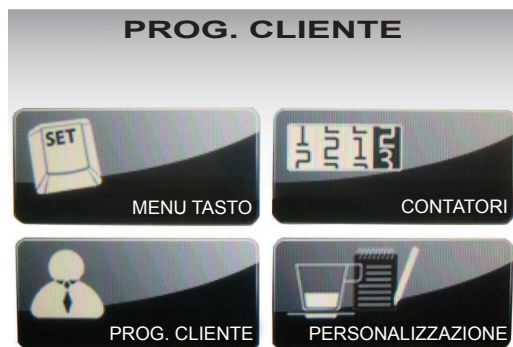 PROG. CLIENTE
SET
MENU TASTO
CONTATORI
PROG. CLIENTE
PERSONALIZZAZIONE